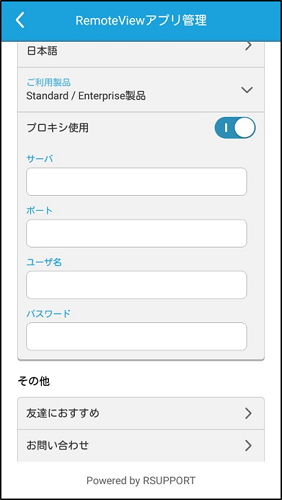 RemoteViewアプリ管理
日本語
ご利用製品
Standard / Enterprise製品
プロキシ使用
サーバ
ポート
ユーザ名
パスワード
その他
友達におすすめ
お問い合わせ
Powered by RSUPPORT